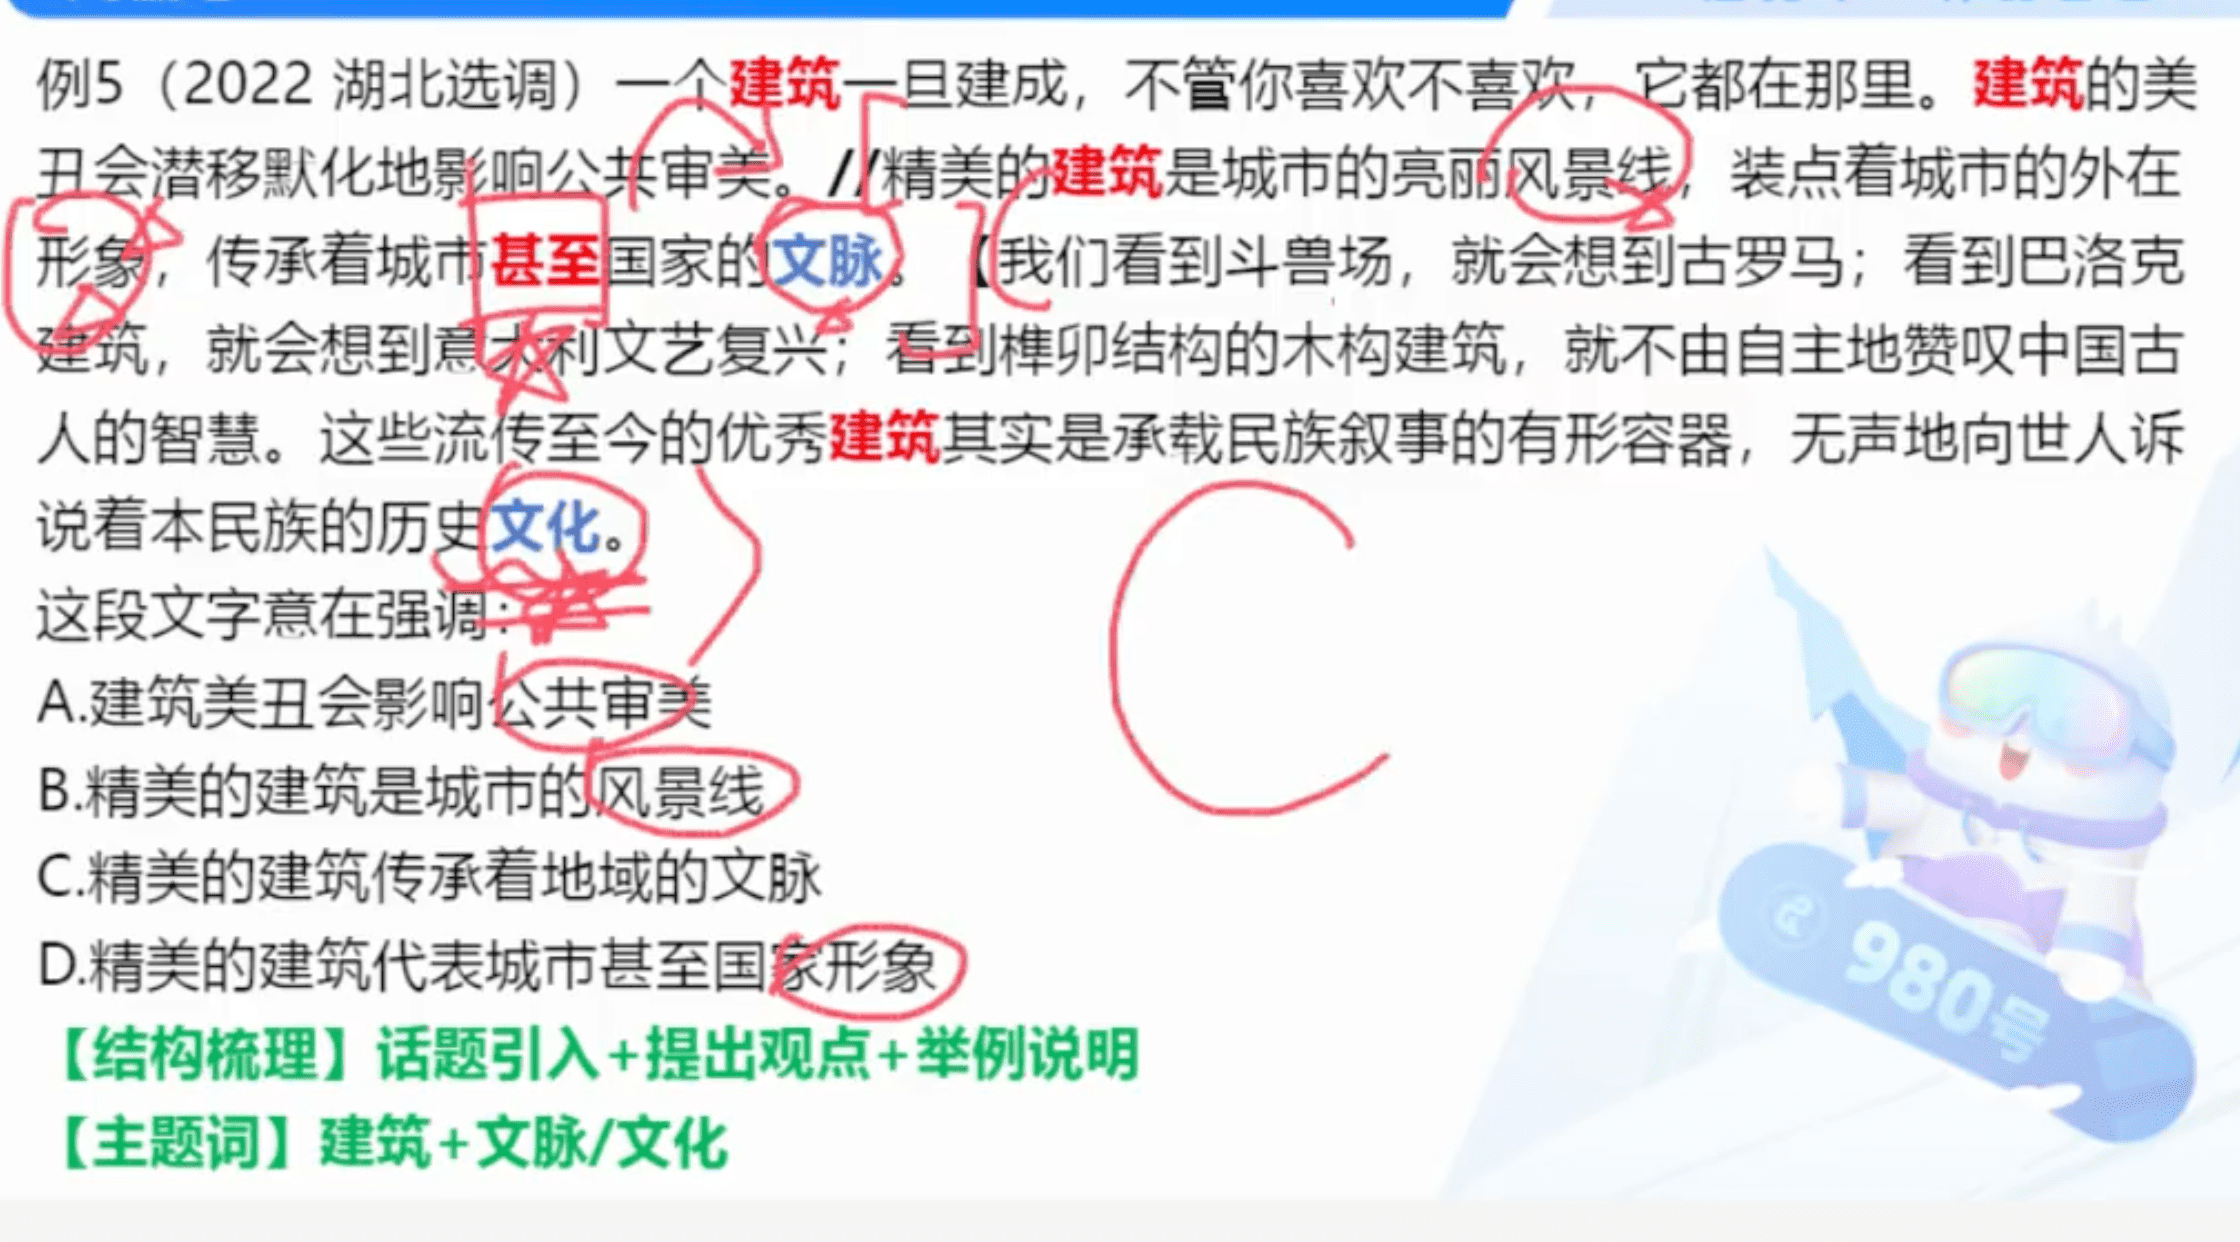 例5（2022 湖北选调）一个建筑一旦建成，不管你喜欢不喜欢，它都在那里。建筑的美
丑会潜移默化地影响公共审美。//精美的建筑是城市的亮丽风景线，装点着城市的外在
形象，传承着城市甚至国家的文脉。【我们看到斗兽场，就会想到古罗马；看到巴洛克
建筑，就会想到意大利文艺复兴；看到榫卯结构的木构建筑，就不由自主地赞叹中国古
人的智慧。这些流传至今的优秀建筑其实是承载民族叙事的有形容器，无声地向世人诉
说着本民族的历史文化。
这段文字意在强调：
A.建筑美丑会影响公共审美
B.精美的建筑是城市的风景线
C.精美的建筑传承着地域的文脉
D.精美的建筑代表城市甚至国家形象
【结构梳理】话题引入+提出观点+举例说明
【主题词】建筑+文脉/文化
980号
C